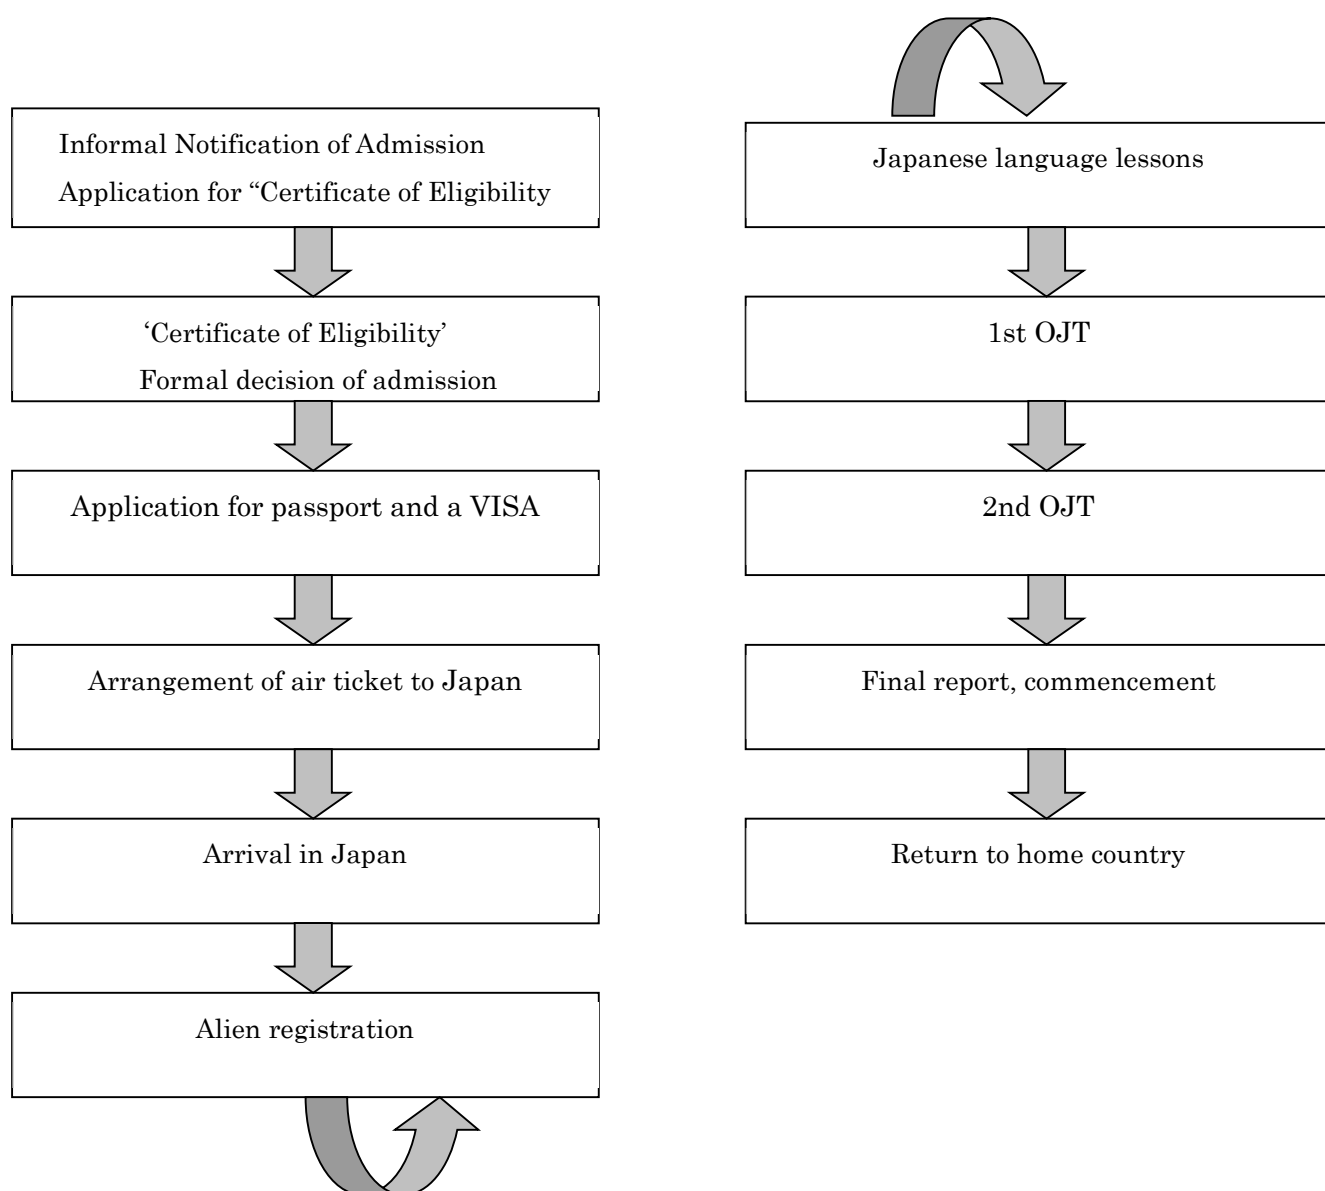 Informal Notification of Admission
Application for “Certificate of Eligibility
‘Certificate of Eligibility’
Formal decision of admission
Application for passport and a VISA
Arrangement of air ticket to Japan
Arrival in Japan
Alien registration
Japanese language lessons
1st OJT
2nd OJT
Final report, commencement
Return to home country